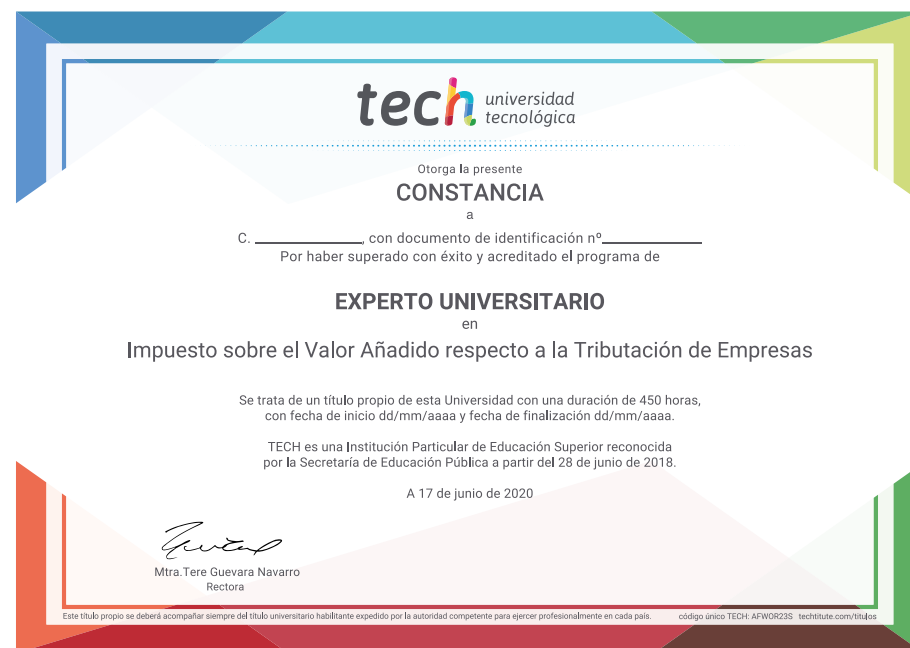 tech universidad
tecnológica
Otorga la presente
CONSTANCIA
a
C. ______________, con documento de identificación nº_____________
Por haber superado con éxito y acreditado el programa de
EXPERTO UNIVERSITARIO
en
Impuesto sobre el Valor Añadido respecto a la Tributación de Empresas
Se trata de un título propio de esta Universidad con una duración de 450 horas,
con fecha de inicio dd/mm/aaaa y fecha de finalización dd/mm/aaaa.
TECH es una Institución Particular de Educación Superior reconocida
por la Secretaría de Educación Pública a partir del 28 de junio de 2018.
A 17 de junio de 2020
Mtra.Tere Guevara Navarro
Rectora
Este título propio se deberá acompañar siempre del título universitario habilitante expedido por la autoridad competente para ejercer profesionalmente en cada país. código único TECH: AFWOR23S techtitute.com/titulos